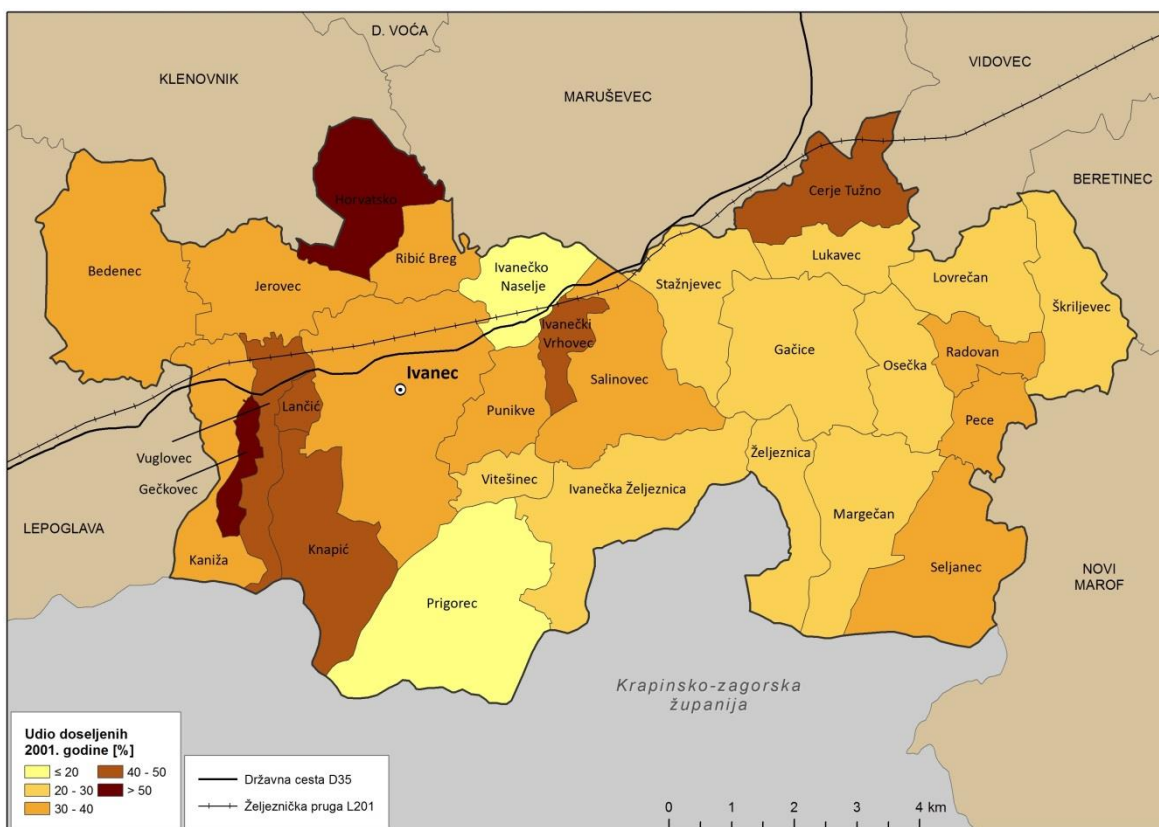 D. VOĆA
KLENOVNIK
VIDOVEC
MARUŠEVEC
BERETINEC
Horvatsko
Cerje Tužno
Bedenec
Jerovec
Ribić Breg
Ivanečko
Naselje
Stažnjevec
Lukavec
Lovrečan
Škriljevec
Ivanečki
Vrhovec
Gačice
Osečka
Radovan
Ivanec
Salinovec
Lančić
Punikve
Pece
Vuglovec
Gečkovec
Vitešinec
Ivanečka Željeznica
Željeznica
Margečan
LEPOGLAVA
Kaniža
Knapić
Seljanec
NOVI
MAROF
Prigorec
Krapinsko-zagorska
županija
Udio doseljenih
2001. godine [%]
≤ 20
40 - 50
20 - 30
> 50
30 - 40
Državna cesta D35
Željeznička pruga L201
0 1 2 3 4 km